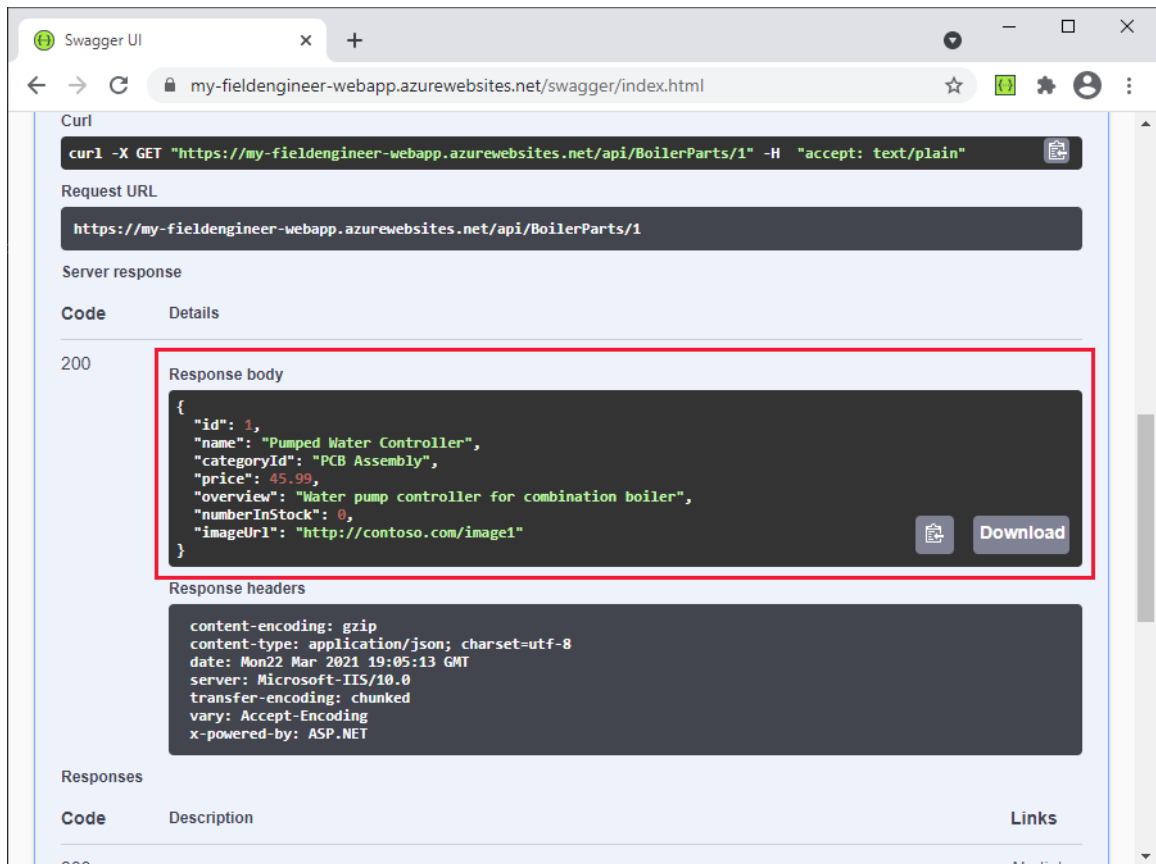 Swagger UI
my-fieldengineer-webapp.azurewebsites.net/swagger/index.html
Curl
curl -X GET "https://my-fieldengineer-webapp.azurewebsites.net/api/BoilerParts/1" -H  "accept: text/plain"
Request URL
https://my-fieldengineer-webapp.azurewebsites.net/api/BoilerParts/1
Server response
Code Details
200
Response body
{
"id": 1,
"name": "Pumped Water Controller",
"categoryId": "PCB Assembly",
"price": 45.99,
"overview": "Water pump controller for combination boiler",
"numberInStock": 0,
"imageUrl": "http://contoso.com/image1"
}
Download
Response headers
content-encoding: gzip
content-type: application/json; charset=utf-8
date: Mon22 Mar 2021 19:05:13 GMT
server: Microsoft-IIS/10.0
transfer-encoding: chunked
vary: Accept-Encoding
x-powered-by: ASP.NET
Responses
Code Description Links